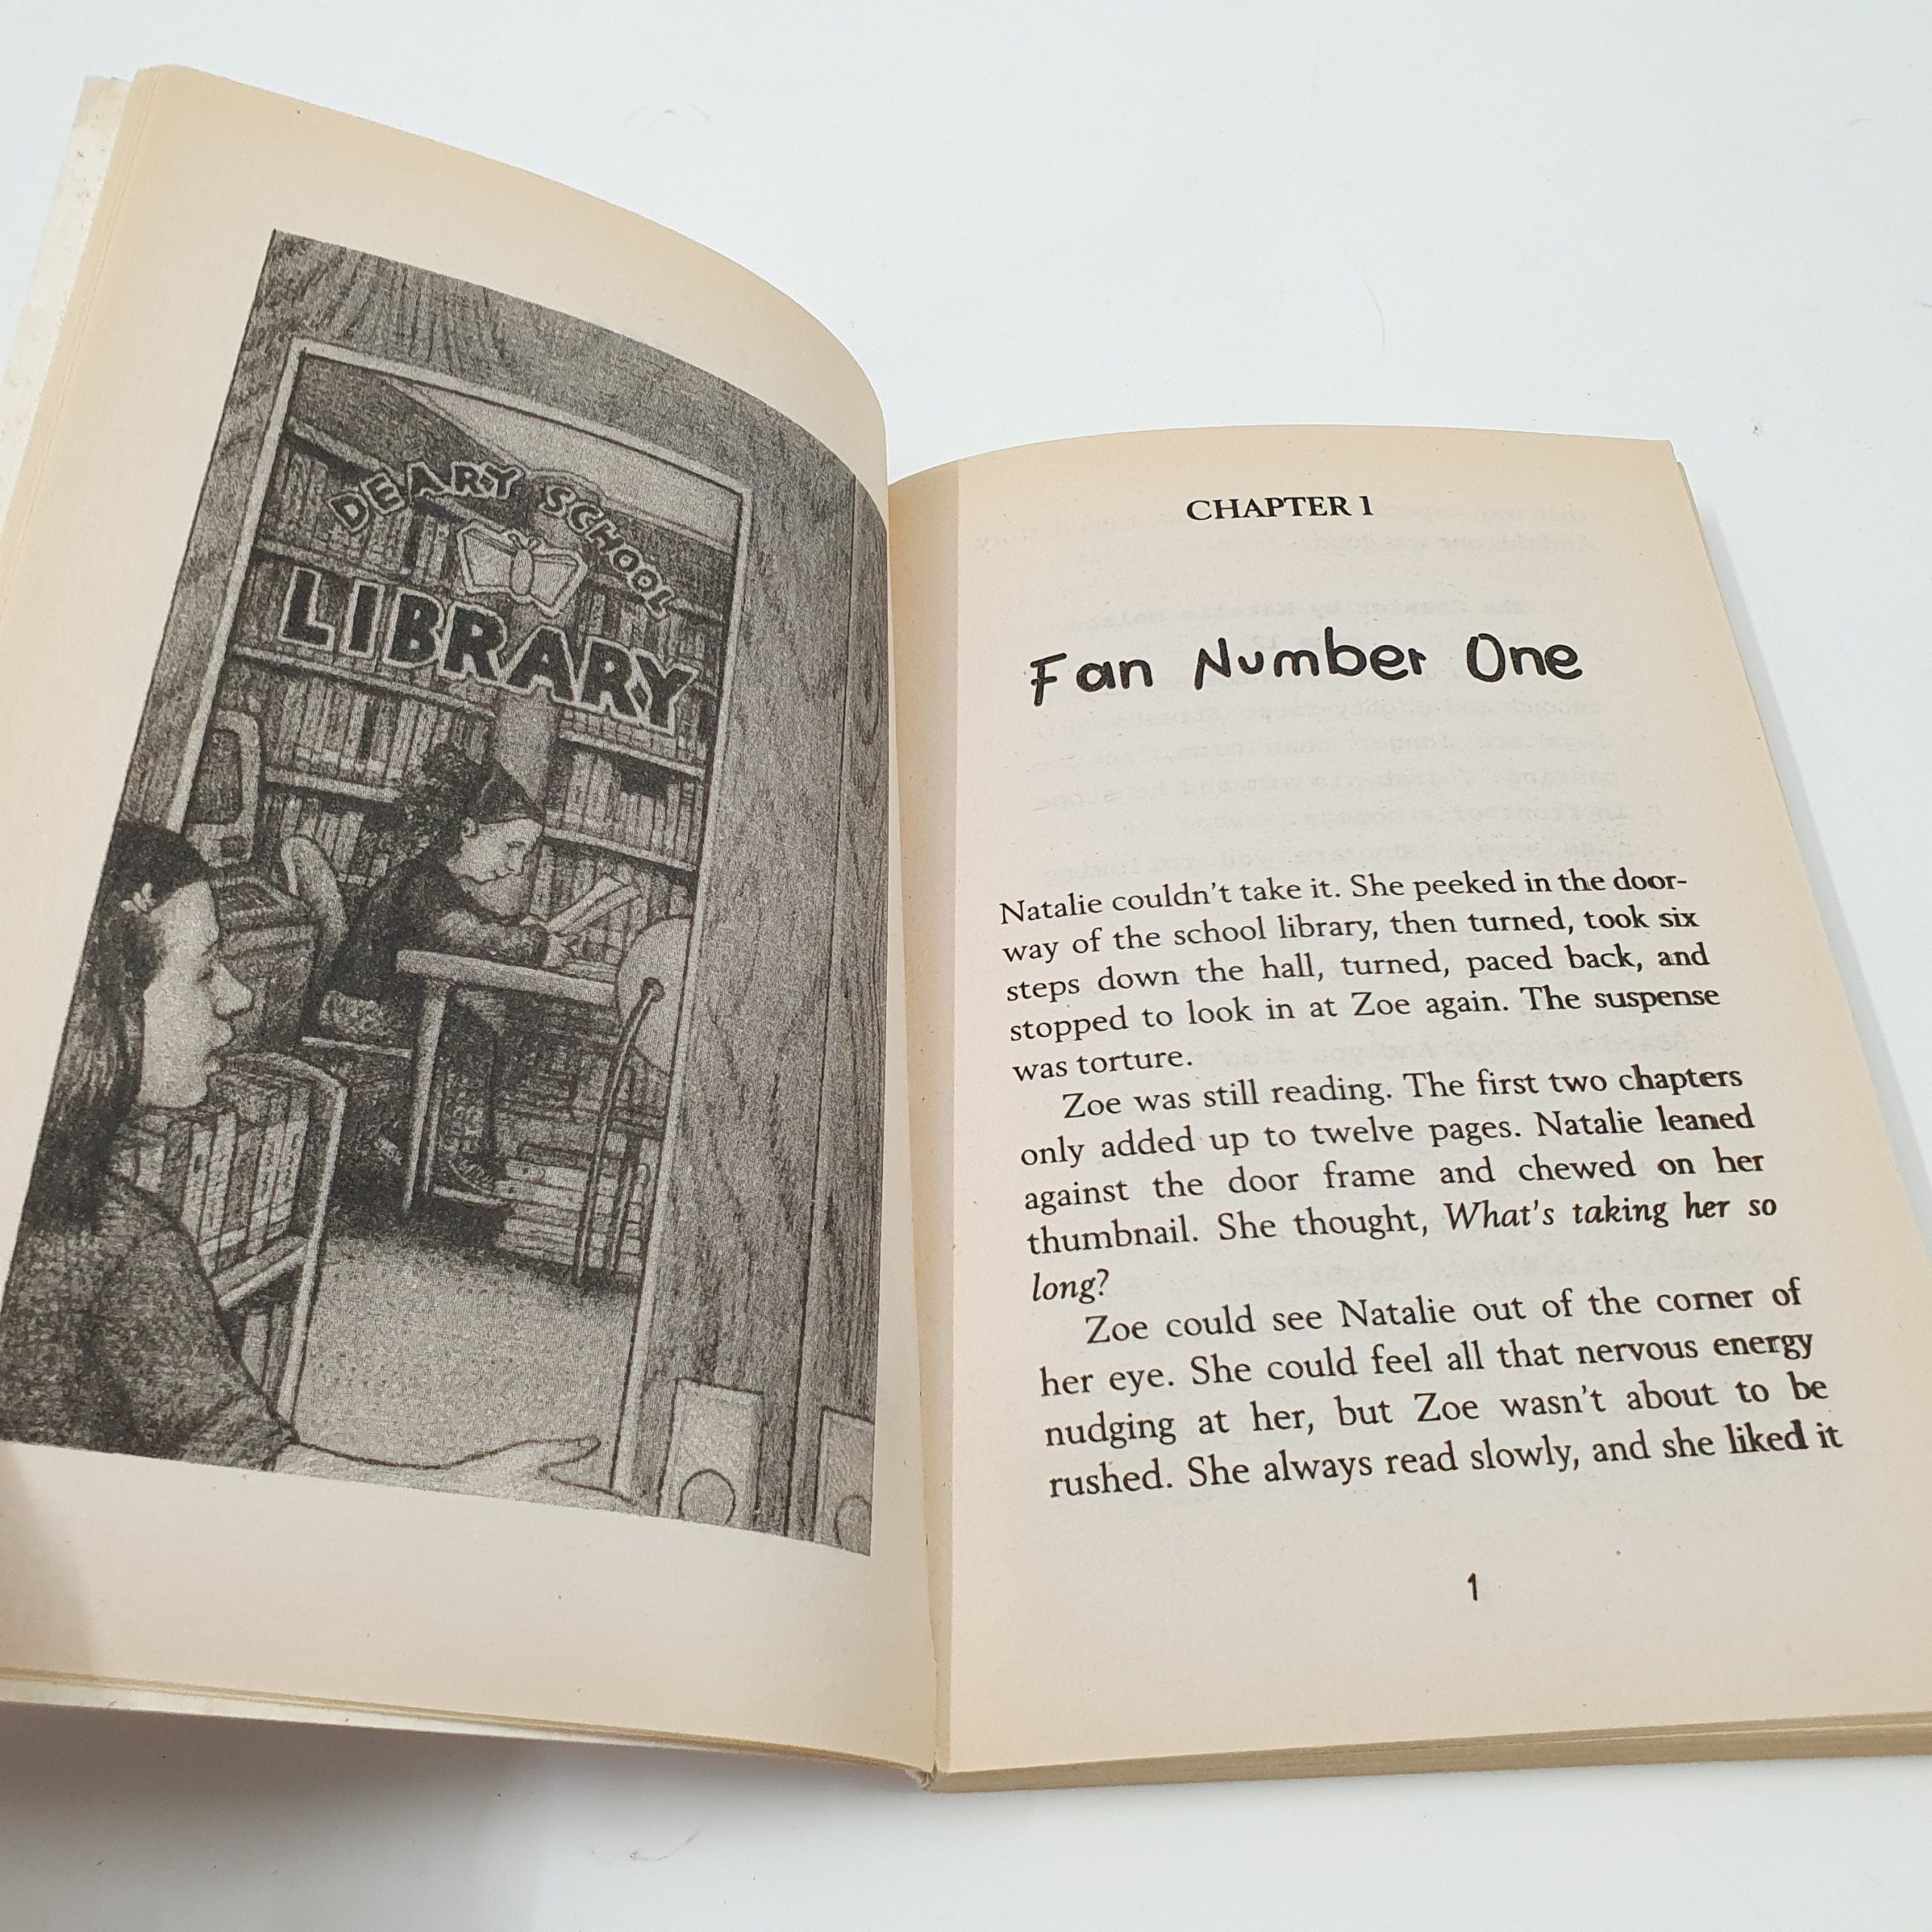 DEARY SCHOOL
LIBRARY
CHAPTER 1
Fan Number One
Natalie couldn't take it. She peeked in the door-
way of the school library, then turned, took six
steps down the hall, turned, paced back, and
stopped to look in at Zoe again. The suspense
was torture.
Zoe was still reading. The first two chapters
only added up to twelve pages. Natalie leaned
against the door frame and chewed on her
thumbnail. She thought, What's taking her so
long?
Zoe could see Natalie out of the corner of
her eye. She could feel all that nervous energy
nudging at her, but Zoe wasn't about to be
rushed. She always read slowly, and she liked it
1